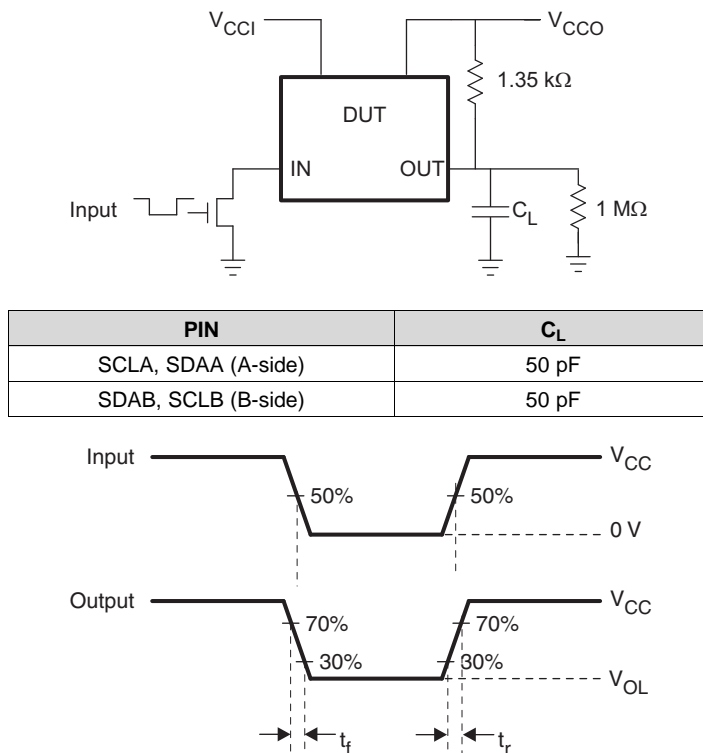 V_CCI
V_CCO
1.35 kΩ
DUT
IN
OUT
Input
C_L
1 MΩ
PIN C_L
SCLA, SDAA (A-side) 50 pF
SDAB, SCLB (B-side) 50 pF
Input
V_CC
50%
50%
0 V
Output
V_CC
70%
70%
30%
30%
V_OL
t_f
t_r